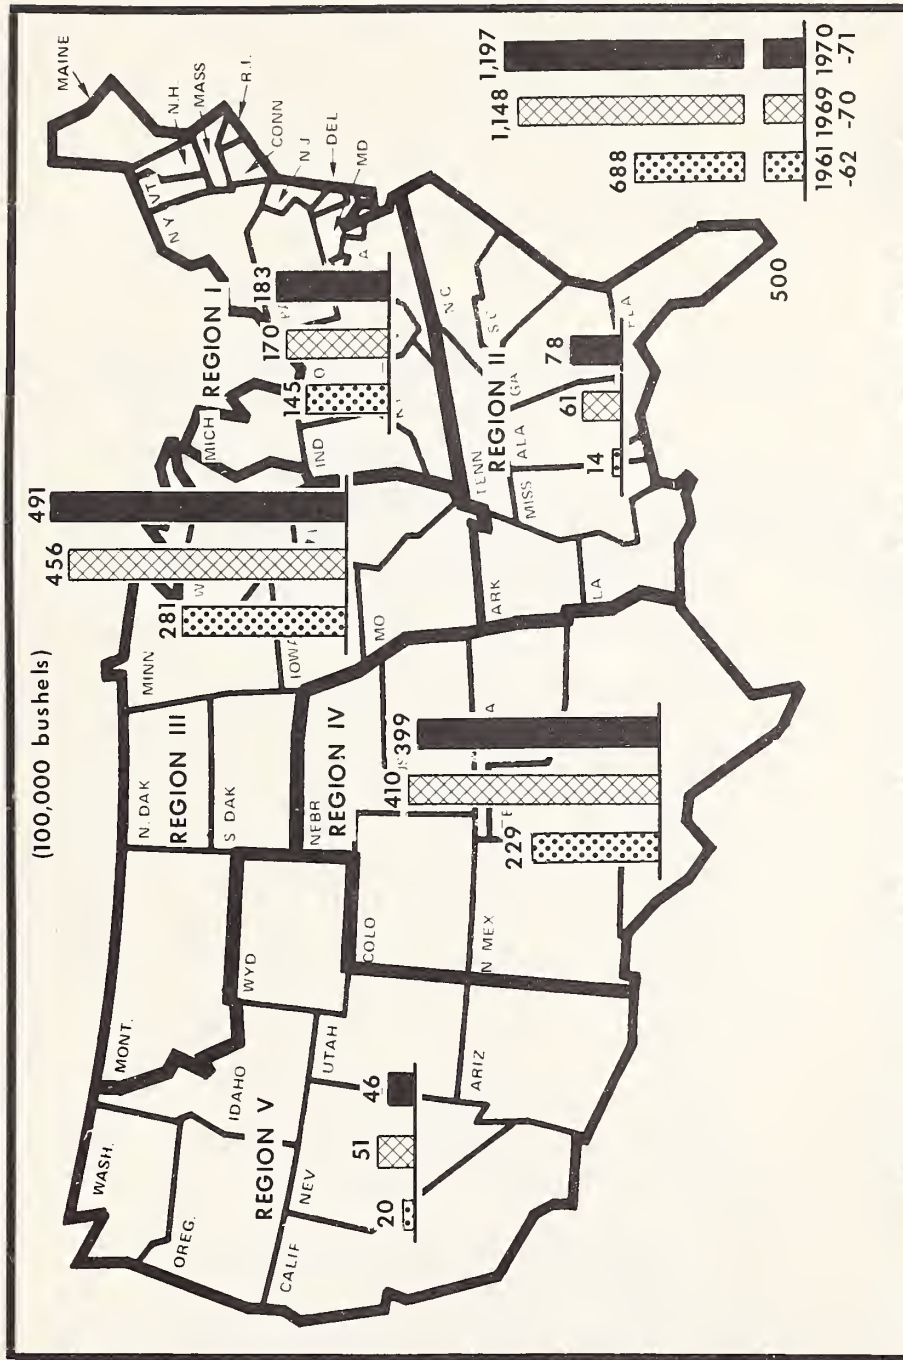 (100,000 bushels)
WASH.
OREG.
CALIF
NEV
IDAHO
MONT.
WYO
UTAH
ARIZ
COLO
N MEX
N. DAK
S DAK
NEBR
MINN
IOWA
MO
ARK
LA
MICH
IND
TENN
MISS
ALA
GA
N.C
NY
VT
MAINE
N.H.
MASS
R.I.
CONN
N J
DEL
MD
REGION V
20
51
46
REGION IV
229
410
399
REGION III
281
456
491
REGION I
145
170
183
REGION II
14
61
78
500
688
1,148
1,197
1961 1969 1970
-62 -70 -71